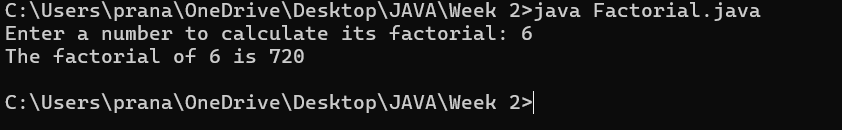 C:\Users\prana\OneDrive\Desktop\JAVA\Week 2>java Factorial.java
Enter a number to calculate its factorial: 6
The factorial of 6 is 720
C:\Users\prana\OneDrive\Desktop\JAVA\Week 2>